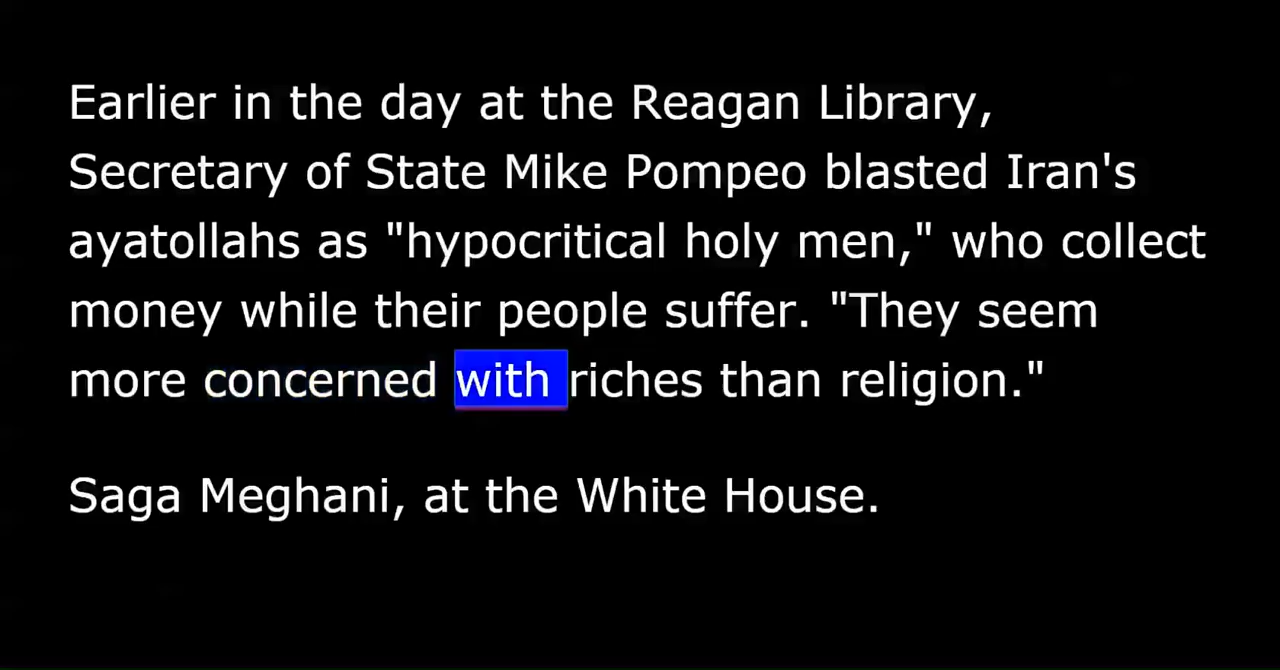 Earlier in the day at the Reagan Library,
Secretary of State Mike Pompeo blasted Iran's
ayatollahs as "hypocritical holy men," who collect
money while their people suffer. "They seem
more concerned with riches than religion."
Saga Meghani, at the White House.